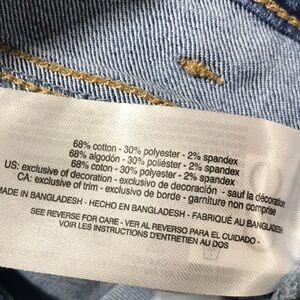 68% cotton - 30% polyester - 2% spandex
68% algodón - 30% poliéster - 2% spandex
68% coton - 30% polyester - 2% spandex
US: exclusive of decoration - exclusivo de decoración - sauf la décoration
CA: exclusive of trim - exclusivo de borde - garniture non comprise
MADE IN BANGLADESH - HECHO EN BANGLADESH - FABRIQUÉ AU BANGLADESH
SEE REVERSE FOR CARE - VER AL REVERSO PARA EL CUIDADO -
VOIR LES INSTRUCTIONS D'ENTRETIEN AU DOS